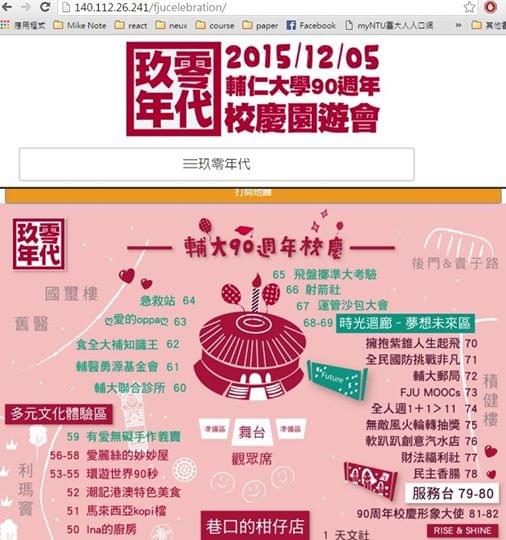 140.112.26.241/fjucelebration/
應用程式 Bookmarks Mike Note react neux course paper Facebook myNTU臺大人入口網 » 其他書
玖零年代
2015/12/05
輔仁大學90週年
校慶園遊會
玖零年代
打開地圖
玖零年代
輔大90週年校慶
後門&貴子路
國璽樓
舊醫
利瑪竇
積健樓
急救站 64
ღ愛的oppaღ 63
食全大補知識王 62
輔醫勇源基金會 61
輔大聯合診所 60
多元文化體驗區
59 有愛無礙手作義賣
56-58 愛麗絲的妙妙屋
53-55 環遊世界90秒
52 潮記港澳特色美食
51 馬來西亞kopi檔
50 Ina的廚房
65 飛盤擲準大考驗
66 射箭社
67 運管沙包大會
68-69 時光迴廊-夢想未來區
Future
擁抱紫錐人生起飛 70
全民國防挑戰非凡 71
輔大郵局 72
FJU MOOCs 73
全人週1+1>11 74
無敵風火輪轉抽獎 75
軟趴趴創意汽水店 76
財法福利社 77
民主香腸 78
服務台 79-80
90周年校慶形象大使 81-82
RISE & SHINE
準備區
舞台
準備區
觀眾席
巷口的柑仔店
1 天文社